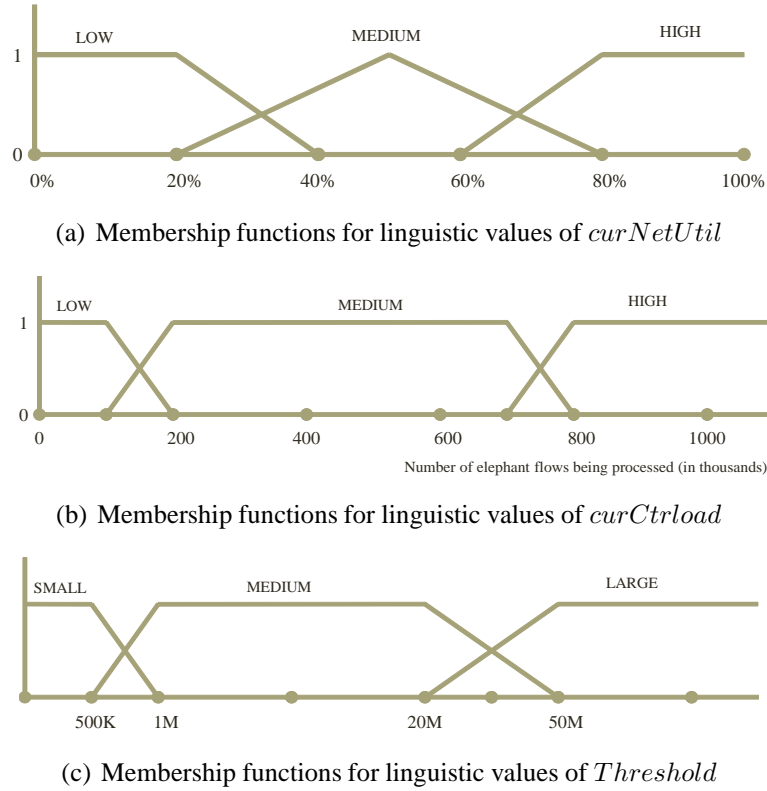 LOW MEDIUM HIGH
1
0
0% 20% 40% 60% 80% 100%
(a) Membership functions for linguistic values of curNetUtil
LOW MEDIUM HIGH
1
0
0 200 400 600 800 1000
Number of elephant flows being processed (in thousands)
(b) Membership functions for linguistic values of curCtrload
SMALL MEDIUM LARGE
500K 1M 20M 50M
(c) Membership functions for linguistic values of Threshold